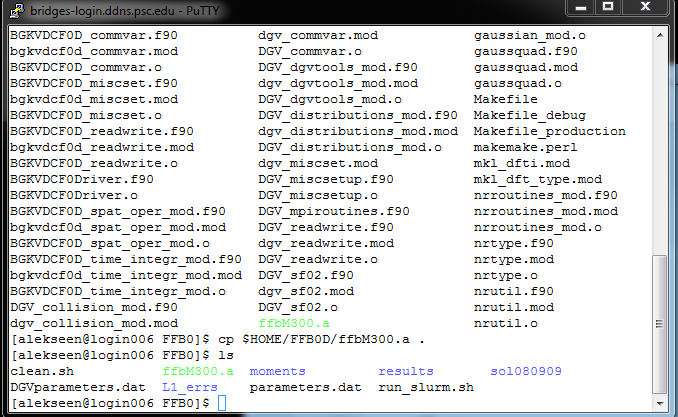 bridges-login.ddns.psc.edu - PuTTY
BGKVDCF0D_commvar.f90 dgv_commvar.mod gaussian_mod.o
bgkvdcf0d_commvar.mod DGV_commvar.o gaussquad.f90
BGKVDCF0D_commvar.o DGV_dgvtools_mod.f90 gaussquad.mod
BGKVDCF0D_miscset.f90 dgv_dgvtools_mod.mod gaussquad.o
bgkvdcf0d_miscset.mod DGV_dgvtools_mod.o Makefile
BGKVDCF0D_miscset.o DGV_distributions_mod.f90 Makefile_debug
BGKVDCF0D_readwrite.f90 dgv_distributions_mod.mod Makefile_production
bgkvdcf0d_readwrite.mod DGV_distributions_mod.o makemake.perl
BGKVDCF0D_readwrite.o dgv_miscset.mod mkl_dfti.mod
BGKVDCF0Driver.f90 DGV_miscsetup.f90 mkl_dft_type.mod
BGKVDCF0Driver.o DGV_miscsetup.o nrroutines_mod.f90
BGKVDCF0D_spat_oper_mod.f90 DGV_mpiroutines.f90 nrroutines_mod.mod
bgkvdcf0d_spat_oper_mod.mod DGV_readwrite.f90 nrroutines_mod.o
BGKVDCF0D_spat_oper_mod.o dgv_readwrite.mod nrtype.f90
BGKVDCF0D_time_integr_mod.f90 DGV_readwrite.o nrtype.mod
bgkvdcf0d_time_integr_mod.mod DGV_sf02.f90 nrtype.o
BGKVDCF0D_time_integr_mod.o dgv_sf02.mod nrutil.f90
DGV_collision_mod.f90 DGV_sf02.o nrutil.mod
dgv_collision_mod.mod ffbM300.a nrutil.o
[alekseen@login006 FFB0]$ cp $HOME/FFB0D/ffbM300.a .
[alekseen@login006 FFB0]$ ls
clean.sh ffbM300.a moments results sol080909
DGVparameters.dat L1_errs parameters.dat run_slurm.sh
[alekseen@login006 FFB0]$